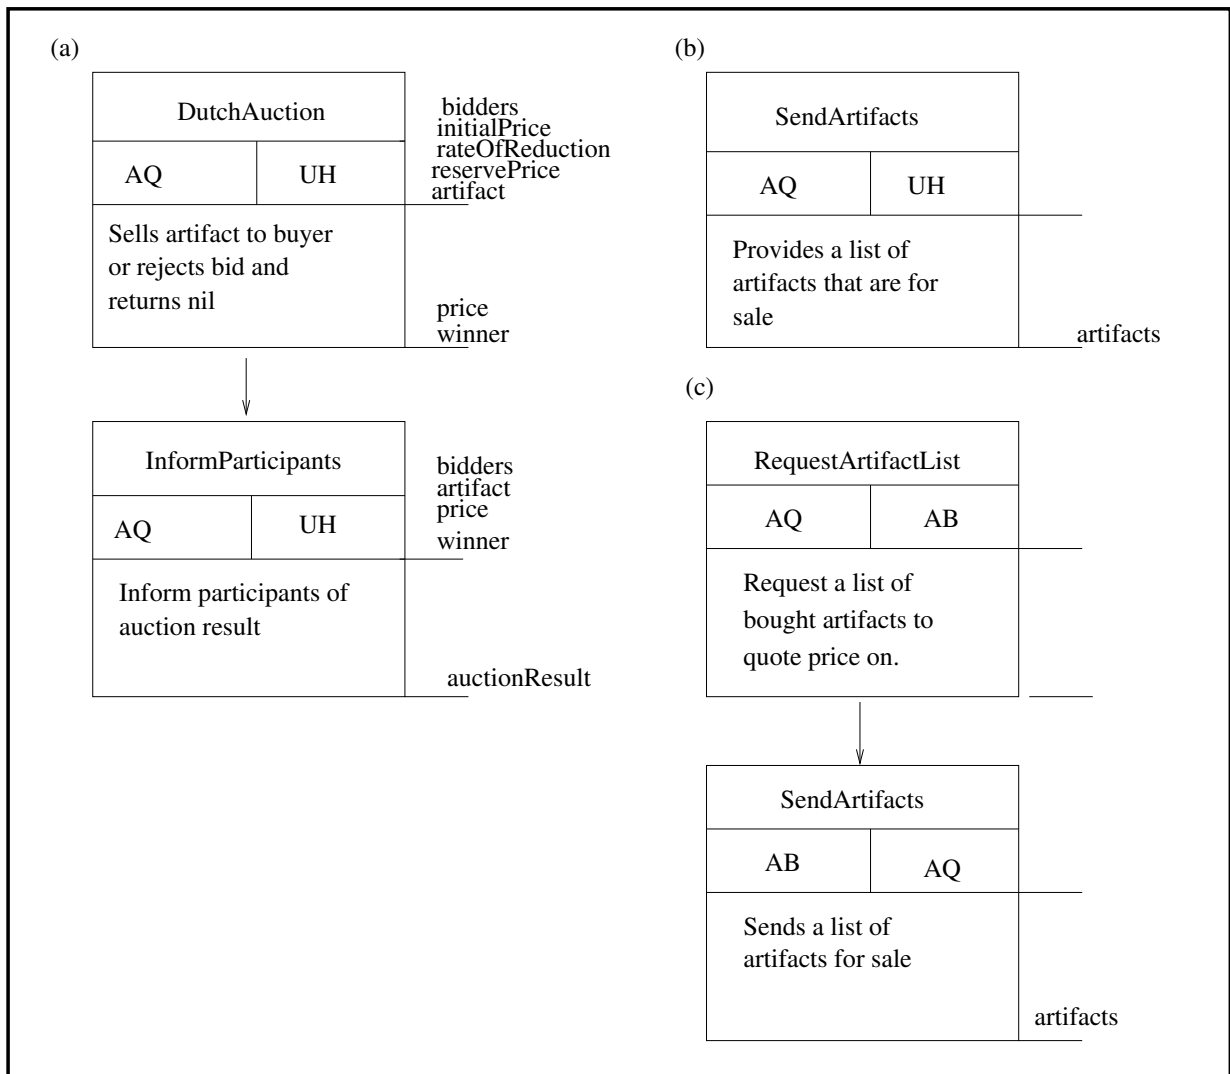 (a)
DutchAuction
AQ
UH
bidders
initialPrice
rateOfReduction
reservePrice
artifact
Sells artifact to buyer
or rejects bid and
returns nil
price
winner
InformParticipants
AQ
UH
bidders
artifact
price
winner
Inform participants of
auction result
auctionResult
(b)
SendArtifacts
AQ
UH
Provides a list of
artifacts that are for
sale
artifacts
(c)
RequestArtifactList
AQ
AB
Request a list of
bought artifacts to
quote price on.
SendArtifacts
AB
AQ
Sends a list of
artifacts for sale
artifacts